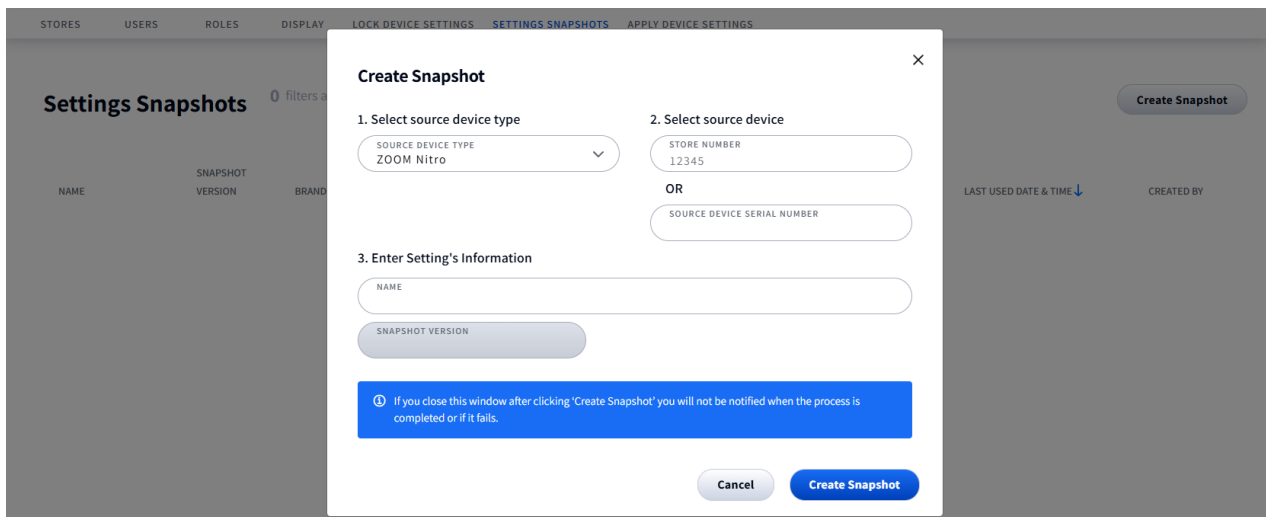 STORES USERS ROLES DISPLAY LOCK DEVICE SETTINGS SETTINGS SNAPSHOTS APPLY DEVICE SETTINGS
Settings Snapshots 0 filters a
Create Snapshot
NAME SNAPSHOT VERSION BRAND LAST USED DATE & TIME CREATED BY
Create Snapshot
1. Select source device type
SOURCE DEVICE TYPE
ZOOM Nitro
2. Select source device
STORE NUMBER
12345
OR
SOURCE DEVICE SERIAL NUMBER
3. Enter Setting's Information
NAME
SNAPSHOT VERSION
If you close this window after clicking 'Create Snapshot' you will not be notified when the process is
completed or if it fails.
Cancel Create Snapshot